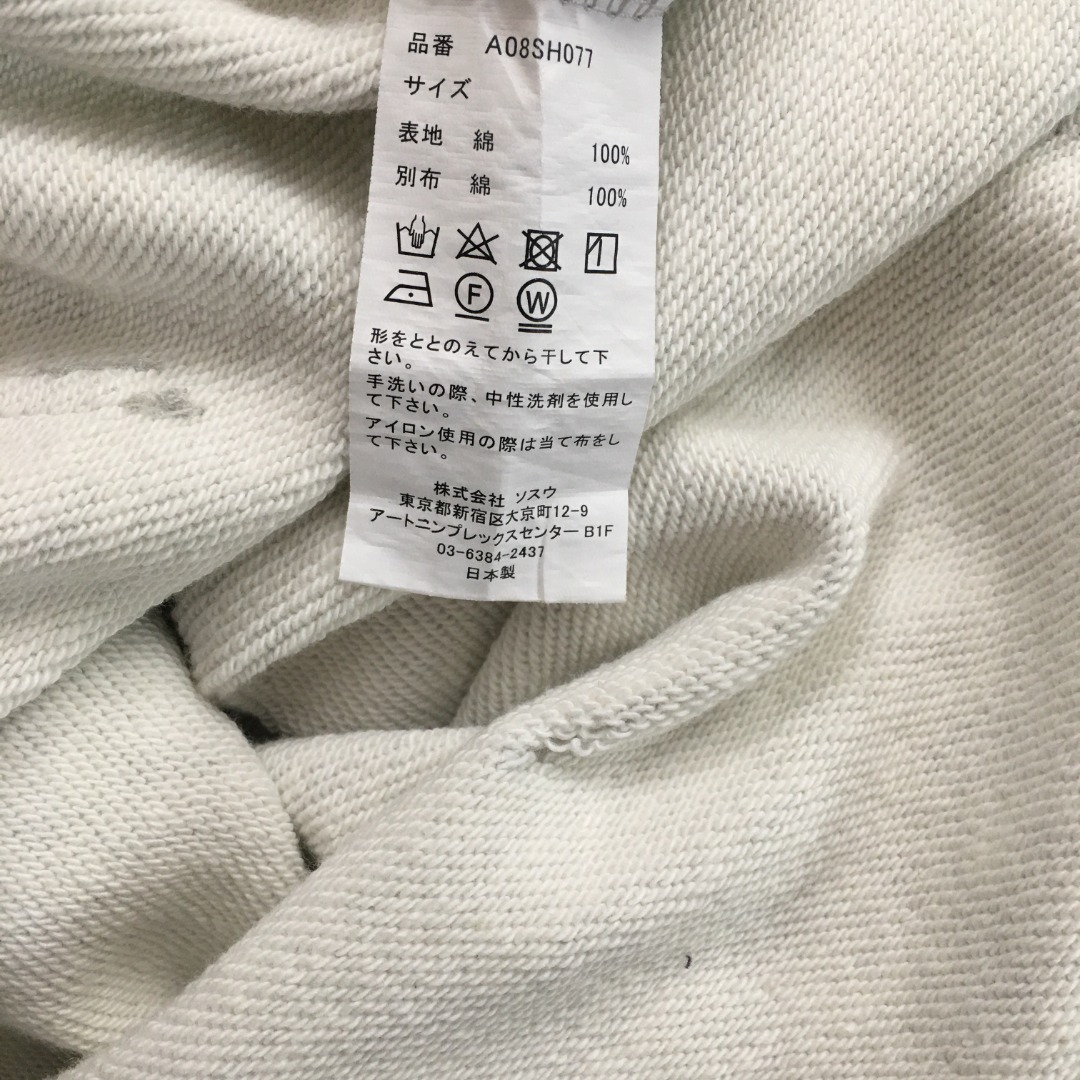 品番 A08SH077
サイズ
表地 綿 100%
別布 綿 100%
F W
形をととのえてから干して下
さい。
手洗いの際、中性洗剤を使用し
て下さい。
アイロン使用の際は当て布をし
て下さい。
株式会社 ソスウ
東京都新宿区大京町12-9
アートコンプレックスセンター B1F
03-6384-2437
日本製